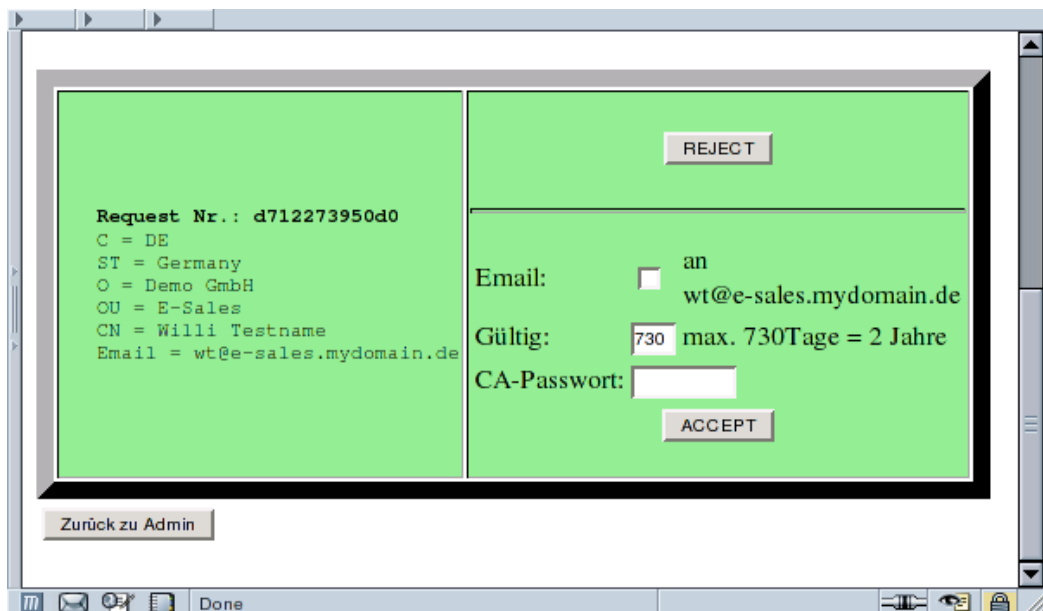 Request Nr.: d712273950d0
C = DE
ST = Germany
O = Demo GmbH
OU = E-Sales
CN = Willi Testname
Email = wt@e-sales.mydomain.de
REJECT
Email:
an
wt@e-sales.mydomain.de
Gültig:
730 max. 730Tage = 2 Jahre
CA-Passwort:
ACCEPT
Zurück zu Admin
Done